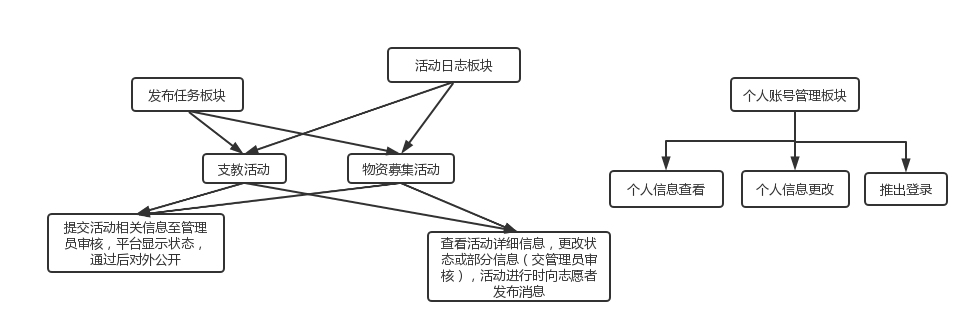 活动日志板块
发布任务板块
个人账号管理板块
支教活动
物资募集活动
个人信息查看
个人信息更改
推出登录
提交活动相关信息至管理
员审核，平台显示状态，
通过后对外公开
查看活动详细信息，更改状
态或部分信息（交管理员审
核），活动进行时向志愿者
发布消息